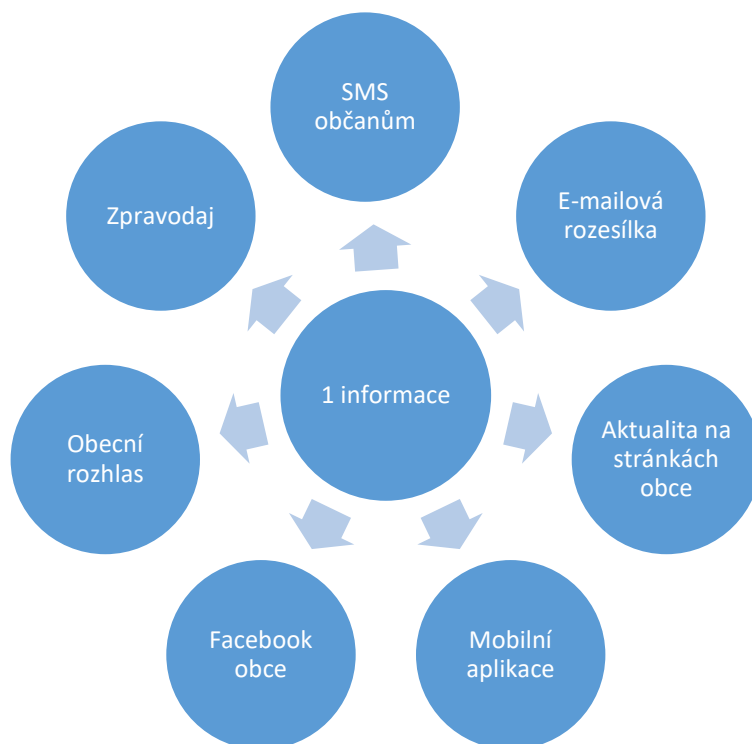 SMS
občanům
E-mailová
rozesílka
Aktualita na
stránkách
obce
Mobilní
aplikace
Facebook
obce
Obecní
rozhlas
Zpravodaj
1 informace